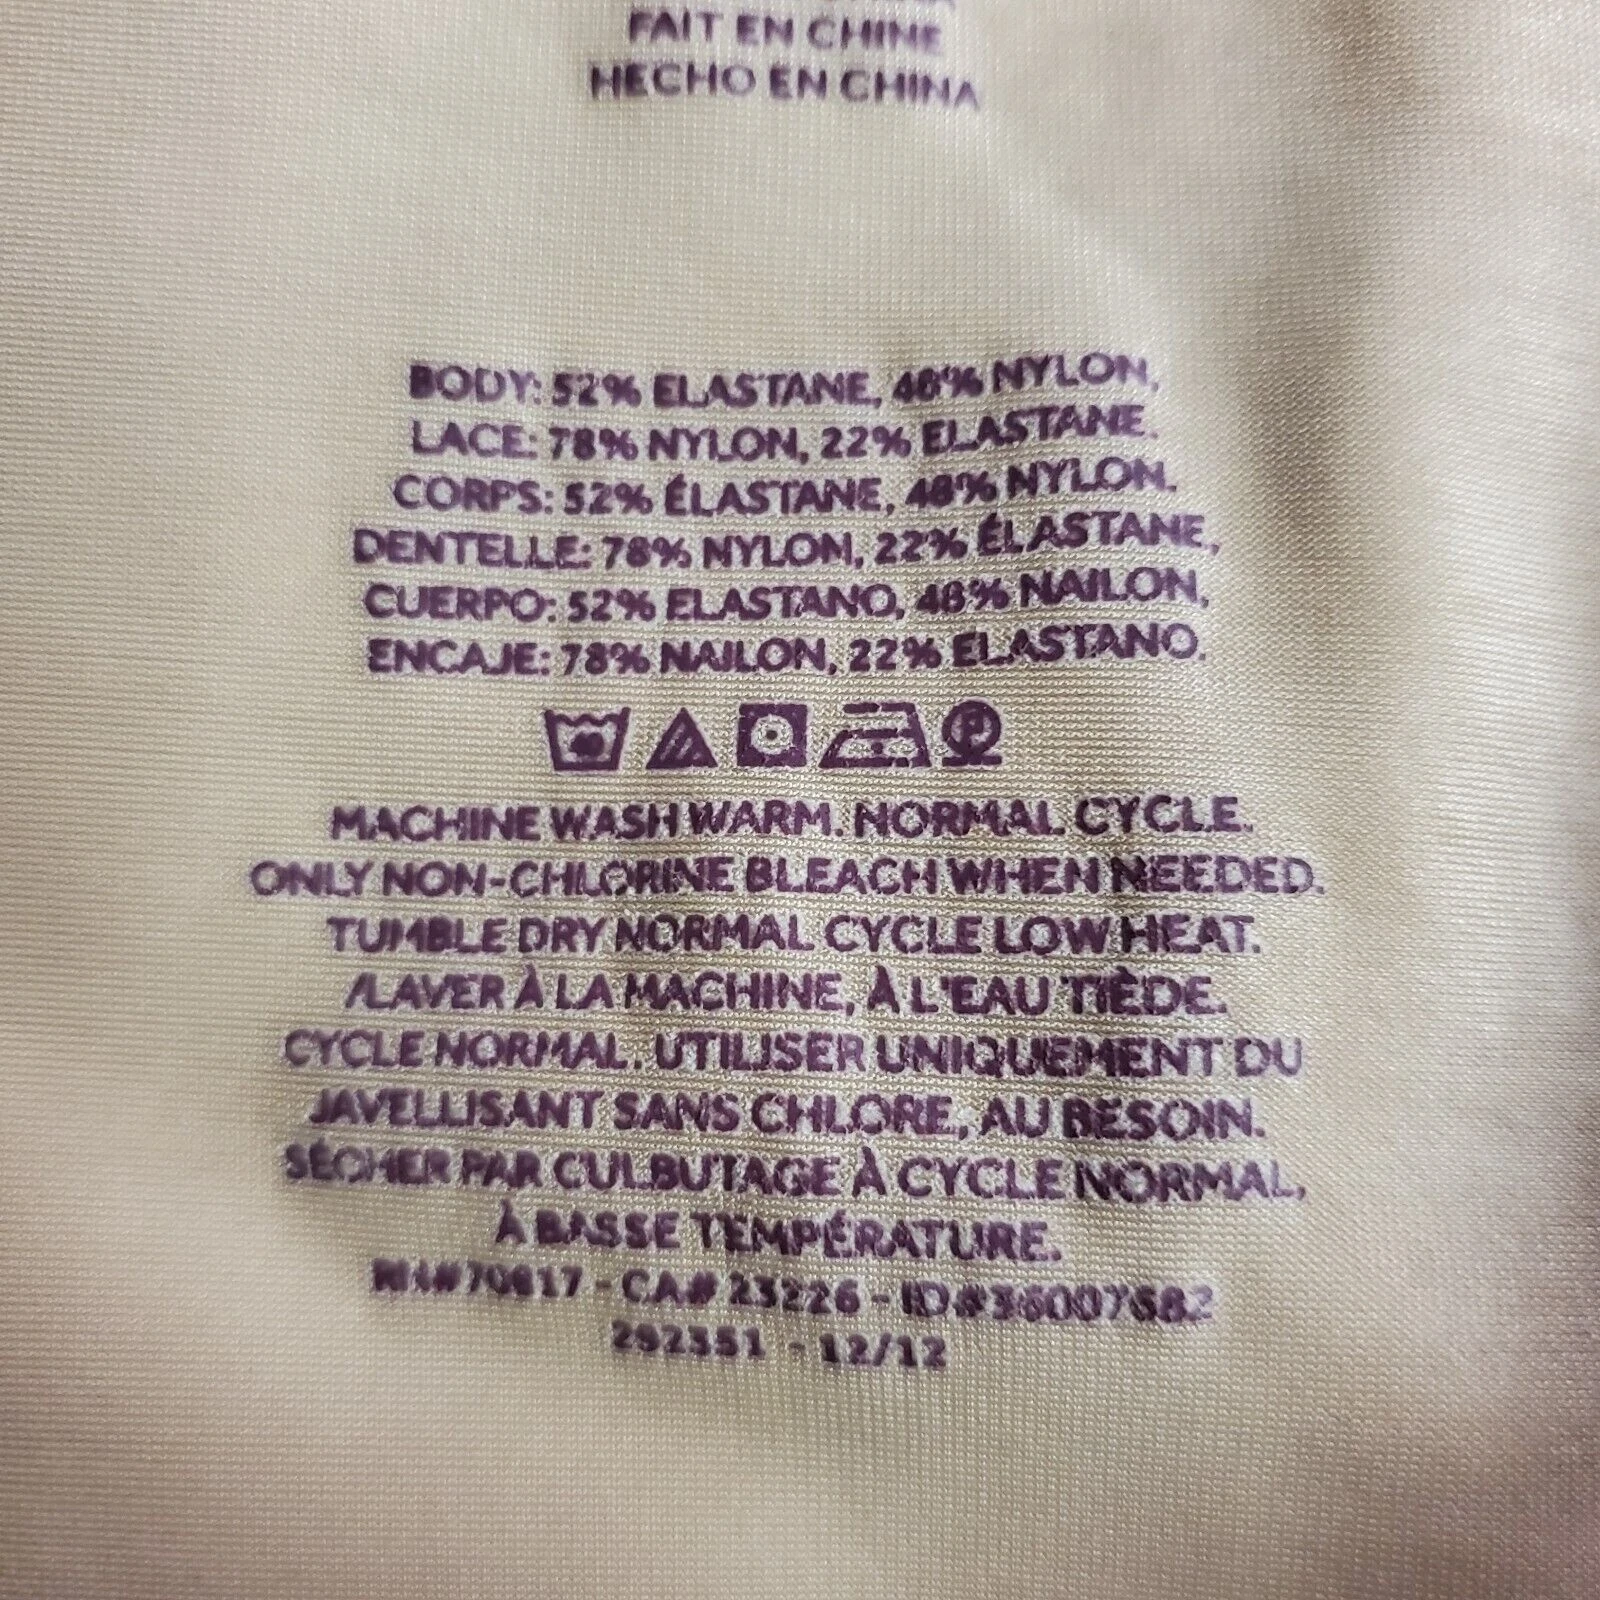 FAIT EN CHINE
HECHO EN CHINA
BODY: 52% ELASTANE, 48% NYLON,
LACE: 78% NYLON, 22% ELASTANE.
CORPS: 52% ÉLASTANE, 48% NYLON.
DENTELLE: 78% NYLON, 22% ÉLASTANE,
CUERPO: 52% ELASTANO, 48% NAILON,
ENCAJE: 78% NAILON, 22% ELASTANO.
MACHINE WASH WARM. NORMAL CYCLE.
ONLY NON-CHLORINE BLEACH WHEN NEEDED.
TUMBLE DRY NORMAL CYCLE LOW HEAT.
/LAVER À LA MACHINE, À L'EAU TIÈDE.
CYCLE NORMAL. UTILISER UNIQUEMENT DU
JAVELLISANT SANS CHLORE, AU BESOIN.
SÉCHER PAR CULBUTAGE À CYCLE NORMAL,
À BASSE TEMPÉRATURE.
RN#70817 - CA# 23226 -
- 12/12